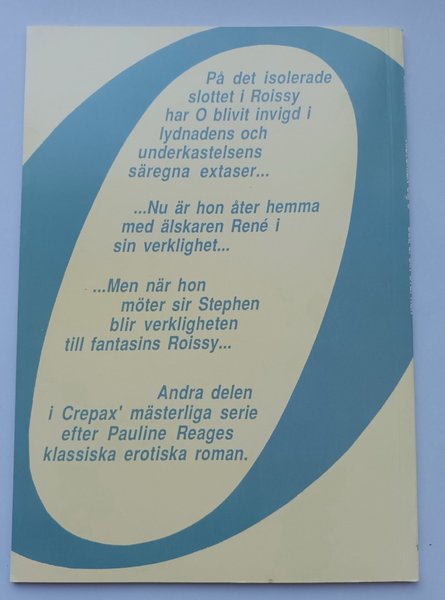 På det isolerade
slottet i Roissy
har O blivit invigd i
lydnadens och
underkastelsens
säregna extaser...
...Nu är hon åter hemma
med älskaren René i
sin verklighet...
...Men när hon
möter sir Stephen
blir verkligheten
till fantasins Roissy...
Andra delen
i Crepax' mästerliga serie
efter Pauline Reages
klassiska erotiska roman.